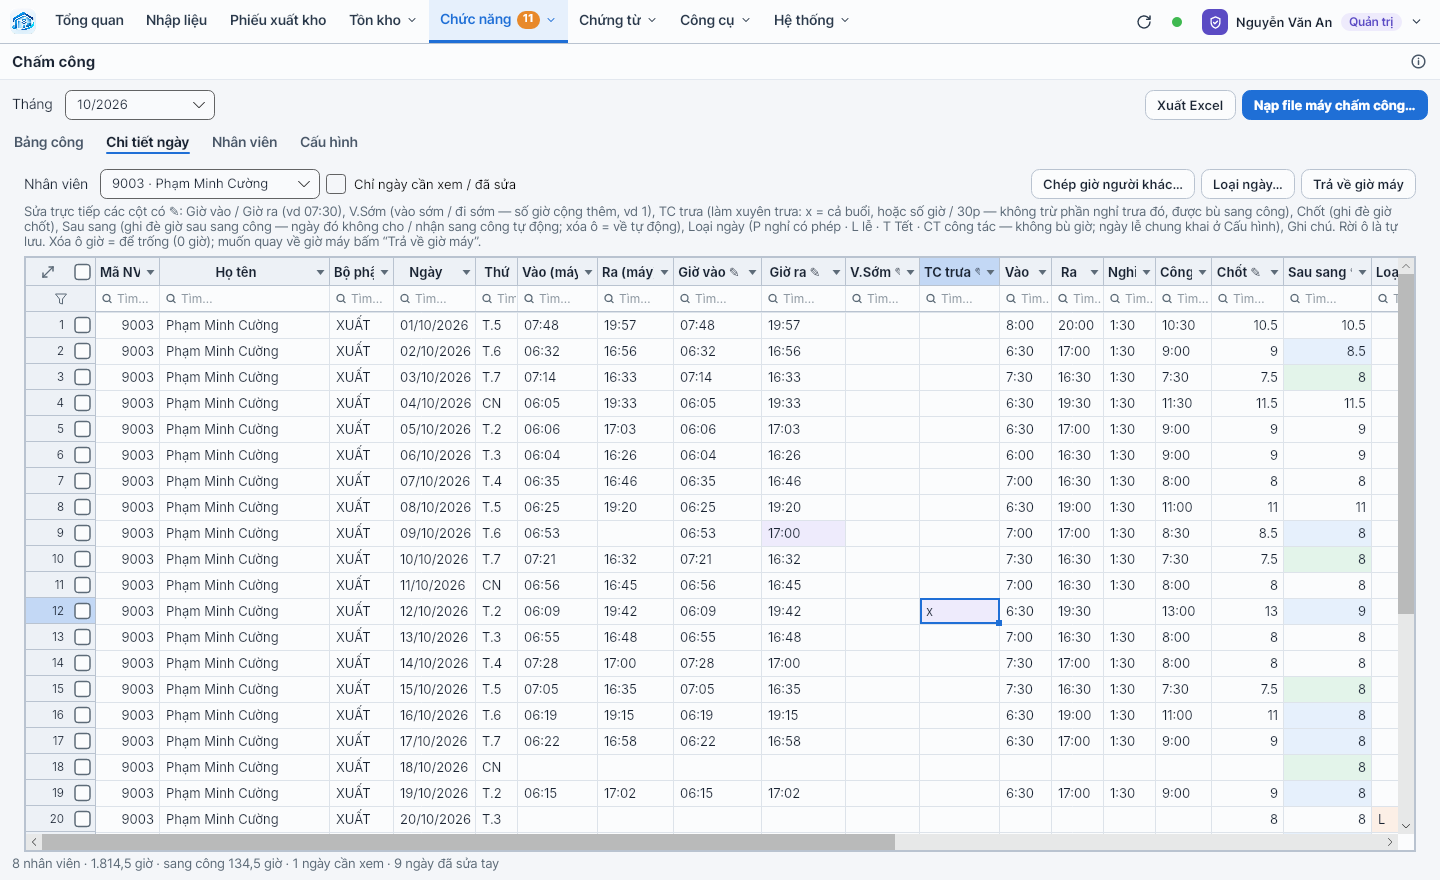 Tổng quan Nhập liệu Phiếu xuất kho Tồn kho Chức năng 11 Chứng từ Công cụ Hệ thống Nguyễn Văn An Quản trị
Chấm công
Tháng 10/2026 Xuất Excel Nạp file máy chấm công...
Bảng công Chi tiết ngày Nhân viên Cấu hình
Nhân viên 9003 · Phạm Minh Cường Chỉ ngày cần xem / đã sửa Chép giờ người khác... Loại ngày... Trả về giờ máy
Sửa trực tiếp các cột có ✎: Giờ vào / Giờ ra (vd 07:30), V.Sớm (vào sớm / đi sớm — số giờ cộng thêm, vd 1), TC trưa (làm xuyên trưa: x = cả buổi, hoặc số giờ / 30p — không trừ phần nghỉ trưa đó, được bù sang công), Chốt (ghi đè giờ
chốt), Sau sang (ghi đè giờ sau sang công — ngày đó không cho / nhận sang công tự động; xóa ô = về tự động), Loại ngày (P nghỉ có phép · L lễ · T Tết · CT công tác — không bù giờ; ngày lễ chung khai ở Cấu hình), Ghi chú. Rời ô là tự
lưu. Xóa ô giờ = để trống (0 giờ); muốn quay về giờ máy bấm “Trả về giờ máy”.
Mã NV Họ tên Bộ phậ Ngày Thứ Vào (máy Ra (máy Giờ vào ✎ Giờ ra ✎ V.Sớm TC trưa Vào Ra Nghỉ Công Chốt ✎ Sau sang Loạ
Tìm... Tìm... Tìm... Tìm... Tìm Tìm... Tìm... Tìm... Tìm... Tìm... Tìm... Tìm.. Tìm.. Tìm.. Tìm... Tìm... Tìm... T
1 9003 Phạm Minh Cường XUẤT 01/10/2026 T.5 07:48 19:57 07:48 19:57 8:00 20:00 1:30 10:30 10.5 10.5
2 9003 Phạm Minh Cường XUẤT 02/10/2026 T.6 06:32 16:56 06:32 16:56 6:30 17:00 1:30 9:00 9 8.5
3 9003 Phạm Minh Cường XUẤT 03/10/2026 T.7 07:14 16:33 07:14 16:33 7:30 16:30 1:30 7:30 7.5 8
4 9003 Phạm Minh Cường XUẤT 04/10/2026 CN 06:05 19:33 06:05 19:33 6:30 19:30 1:30 11:30 11.5 11.5
5 9003 Phạm Minh Cường XUẤT 05/10/2026 T.2 06:06 17:03 06:06 17:03 6:30 17:00 1:30 9:00 9 9
6 9003 Phạm Minh Cường XUẤT 06/10/2026 T.3 06:04 16:26 06:04 16:26 6:00 16:30 1:30 9:00 9 9
7 9003 Phạm Minh Cường XUẤT 07/10/2026 T.4 06:35 16:46 06:35 16:46 7:00 16:30 1:30 8:00 8 8
8 9003 Phạm Minh Cường XUẤT 08/10/2026 T.5 06:25 19:20 06:25 19:20 6:30 19:00 1:30 11:00 11 11
9 9003 Phạm Minh Cường XUẤT 09/10/2026 T.6 06:53 06:53 17:00 7:00 17:00 1:30 8:30 8.5 8
10 9003 Phạm Minh Cường XUẤT 10/10/2026 T.7 07:21 16:32 07:21 16:32 7:30 16:30 1:30 7:30 7.5 8
11 9003 Phạm Minh Cường XUẤT 11/10/2026 CN 06:56 16:45 06:56 16:45 7:00 16:30 1:30 8:00 8 8
12 9003 Phạm Minh Cường XUẤT 12/10/2026 T.2 06:09 19:42 06:09 19:42 x 6:30 19:30 13:00 13 9
13 9003 Phạm Minh Cường XUẤT 13/10/2026 T.3 06:55 16:48 06:55 16:48 7:00 16:30 1:30 8:00 8 8
14 9003 Phạm Minh Cường XUẤT 14/10/2026 T.4 07:28 17:00 07:28 17:00 7:30 17:00 1:30 8:00 8 8
15 9003 Phạm Minh Cường XUẤT 15/10/2026 T.5 07:05 16:35 07:05 16:35 7:30 16:30 1:30 7:30 7.5 8
16 9003 Phạm Minh Cường XUẤT 16/10/2026 T.6 06:19 19:15 06:19 19:15 6:30 19:00 1:30 11:00 11 8
17 9003 Phạm Minh Cường XUẤT 17/10/2026 T.7 06:22 16:58 06:22 16:58 6:30 17:00 1:30 9:00 9 8
18 9003 Phạm Minh Cường XUẤT 18/10/2026 CN 8
19 9003 Phạm Minh Cường XUẤT 19/10/2026 T.2 06:15 17:02 06:15 17:02 6:30 17:00 1:30 9:00 9 8
20 9003 Phạm Minh Cường XUẤT 20/10/2026 T.3 8 8 L
8 nhân viên · 1.814,5 giờ · sang công 134,5 giờ · 1 ngày cần xem · 9 ngày đã sửa tay